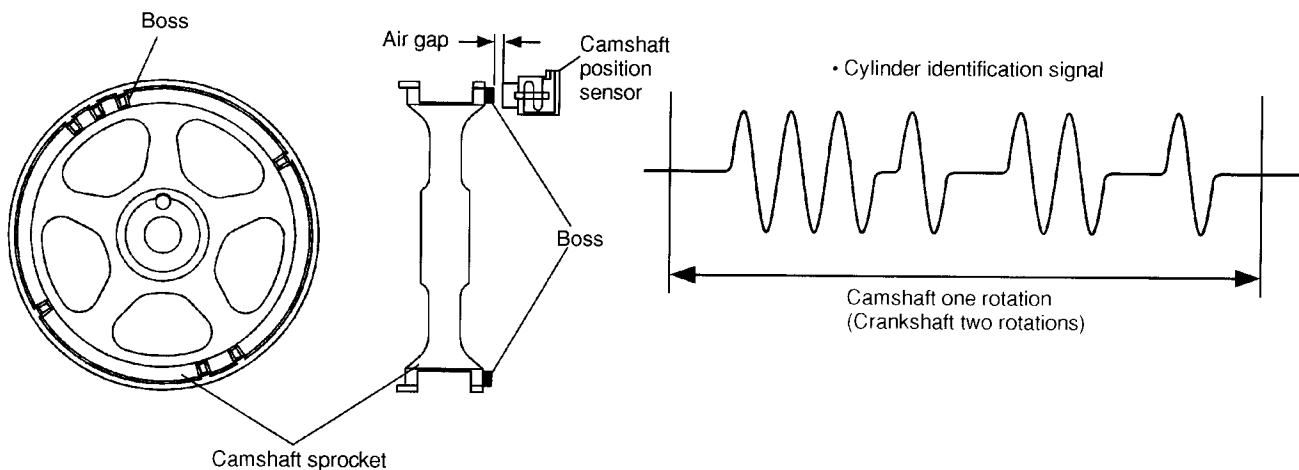 Boss
Air gap
Camshaft
position
sensor
• Cylinder identification signal
Boss
Camshaft one rotation
(Crankshaft two rotations)
Camshaft sprocket